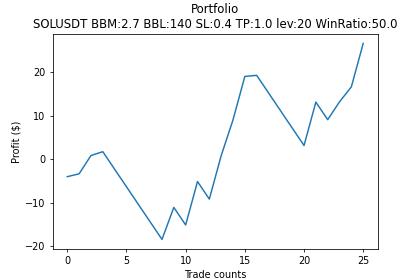 Portfolio
SOLUSDT BBM:2.7 BBL:140 SL:0.4 TP:1.0 lev:20 WinRatio:50.0
Profit ($)
20
10
0
−10
−20
0
5
10
15
20
25
Trade counts